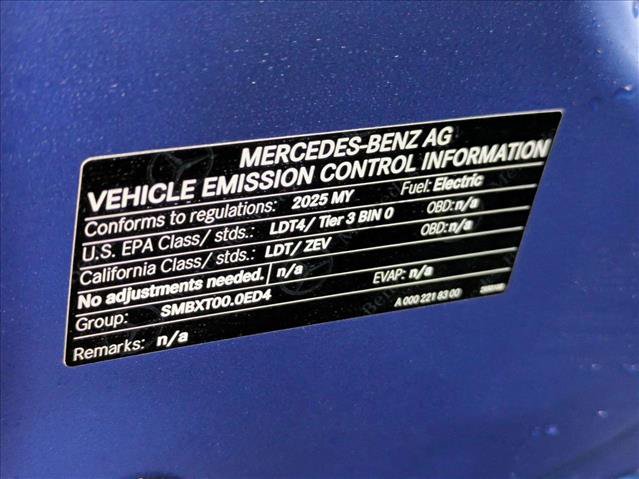 MERCEDES-BENZ AG
VEHICLE EMISSION CONTROL INFORMATION
Conforms to regulations: 2025 MY Fuel: Electric
U.S. EPA Class/ stds.: LDT4/ Tier 3 BIN 0 OBD: n/a
California Class/ stds.: LDT/ ZEV OBD: n/a
No adjustments needed. n/a
Group: SMBXT00.0ED4 EVAP: n/a
Remarks: n/a A 000 221 83 00